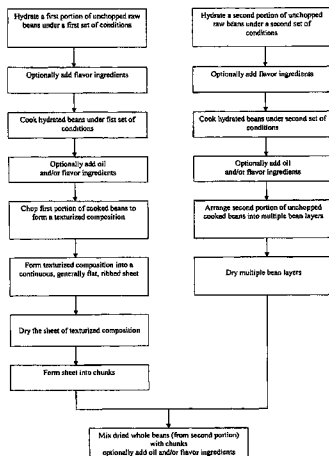 Hydrate a first portion of unchopped raw
beans under a first set of conditions
Optionally add flavor ingredients
Cook hydrated beans under fist set of
conditions
Optionally add oil
and/or flavor ingredients
Chop first portion of cooked beans to
form a texturized composition
Form texturized composition into a
continuous, generally flat, ribbed sheet
Dry the sheet of texturized composition
Form sheet into chunks
Hydrate a second portion of unchopped
raw beans under a second set of
conditions
Optionally add flavor ingredients
Cook hydrated beans under second set of
conditions
Optionally add oil
and/or flavor ingredients
Arrange second portion of unchopped
cooked beans into multiple bean layers
Dry multiple bean layers
Mix dried whole beans (from second portion)
with chunks
optionally add oil and/or flavor ingredients